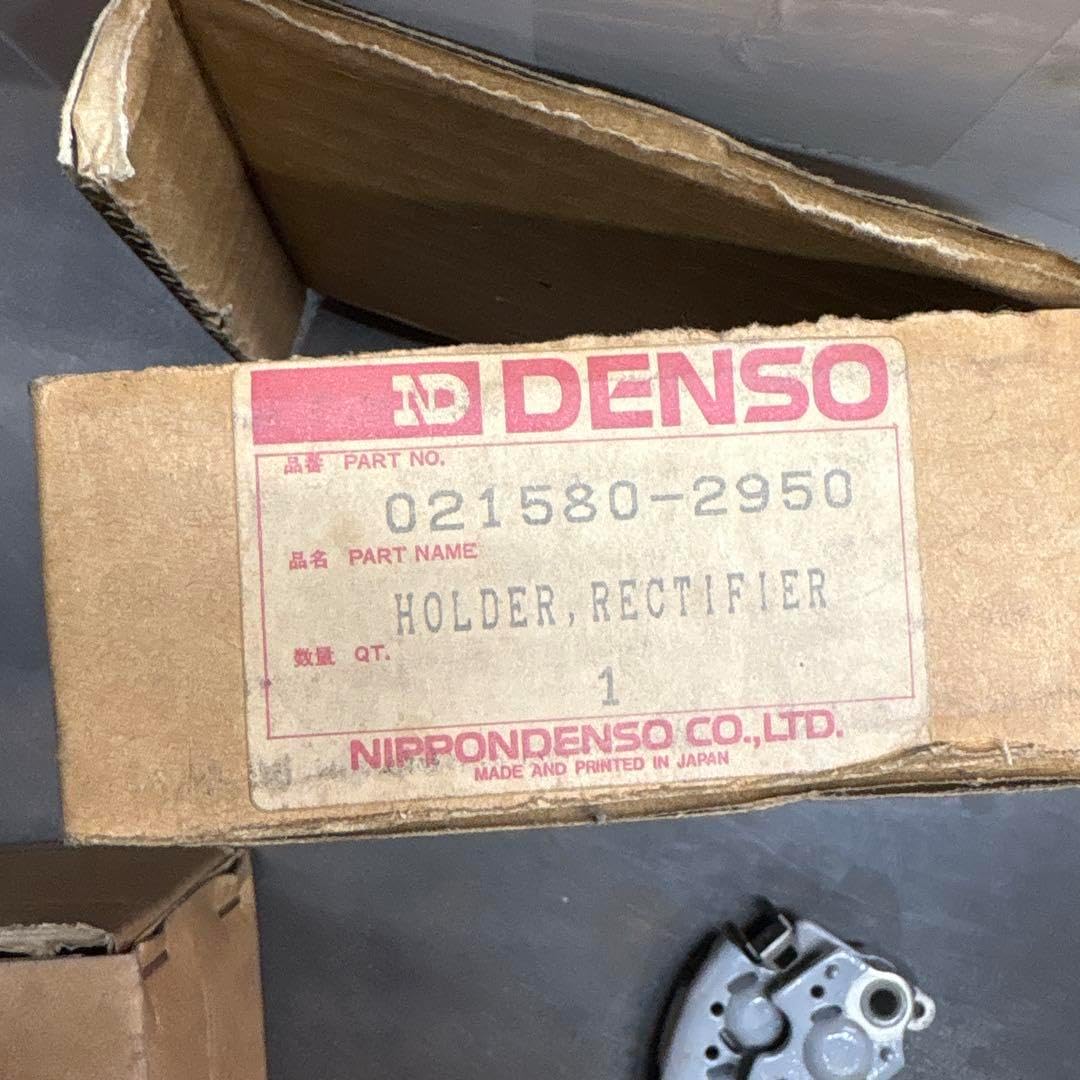 ND DENSO
品番 PART NO.
021580-2950
品名 PART NAME
HOLDER, RECTIFIER
数量 QT.
1
NIPPONDENSO CO.,LTD.
MADE AND PRINTED IN JAPAN